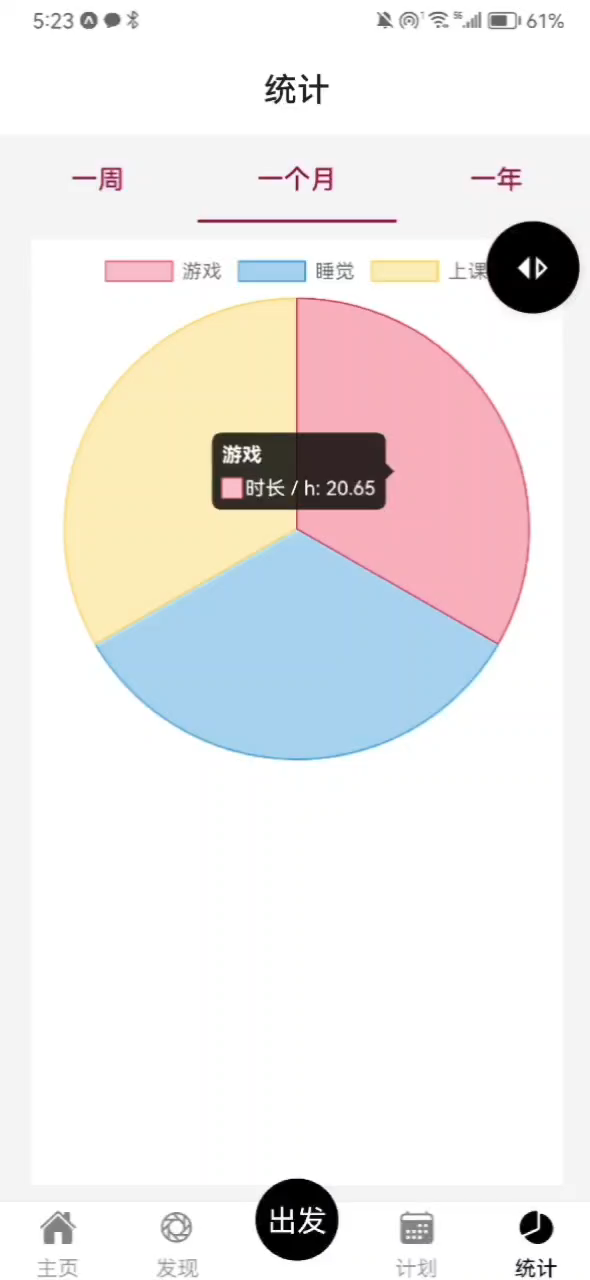 5:23 61%
统计
一周 一个月 一年
游戏 睡觉 上课
游戏
时长 / h: 20.65
出发
主页 发现 计划 统计